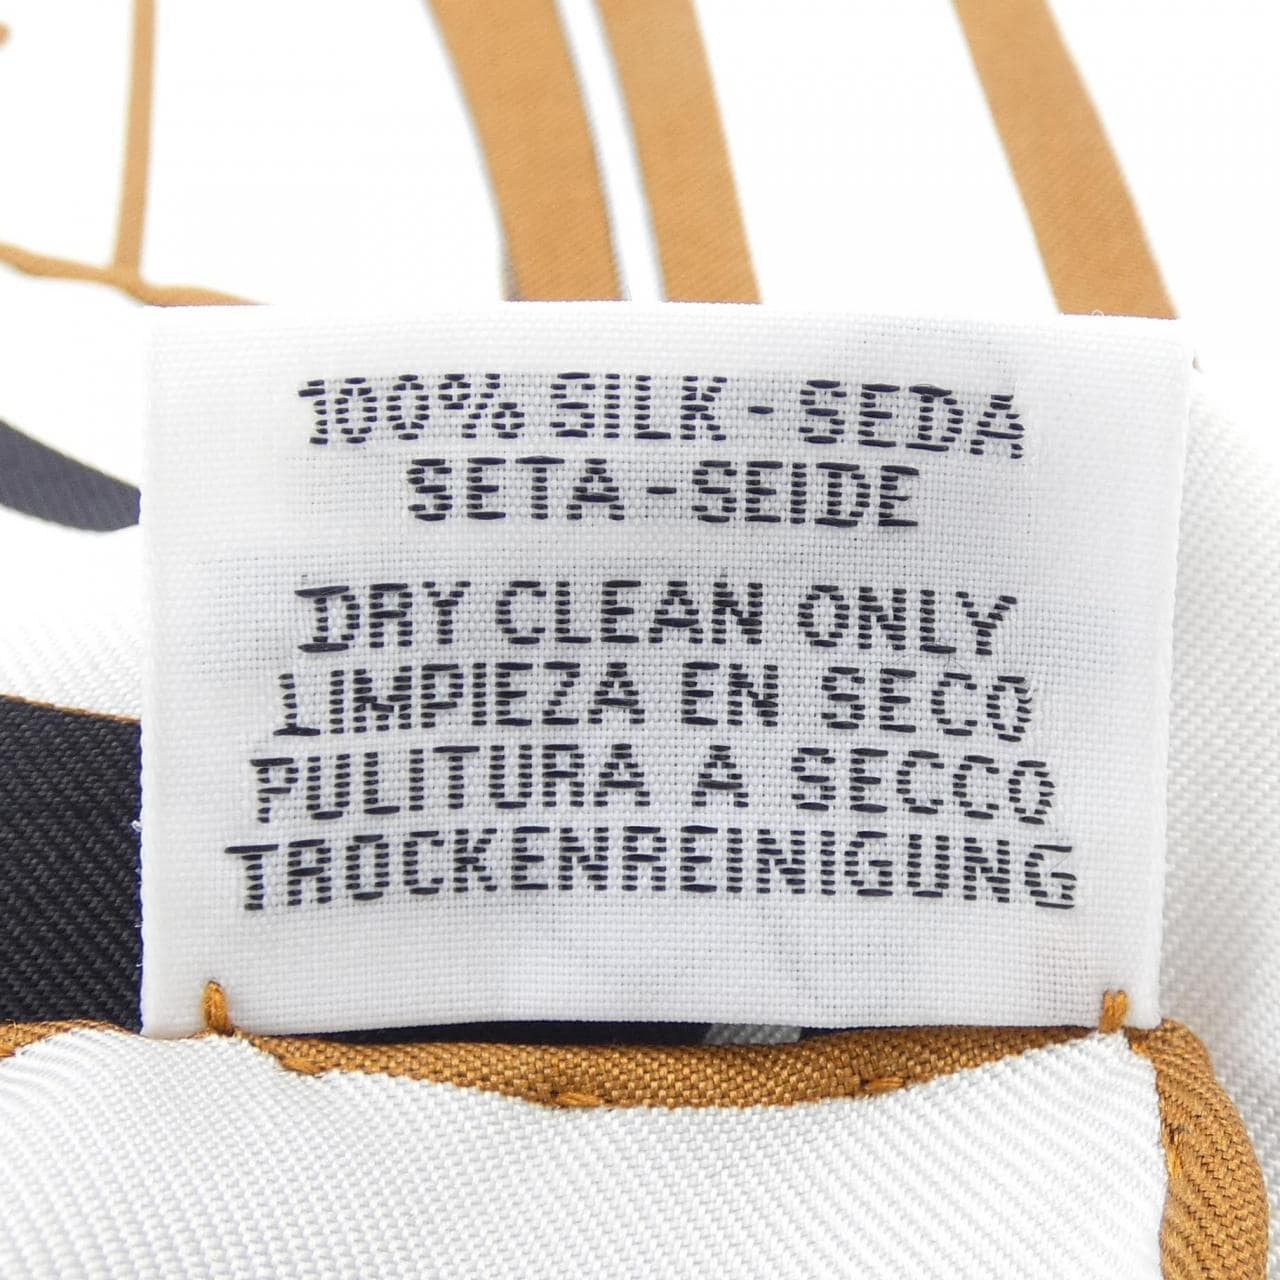 100% SILK - SEDA
SETA - SEIDE
DRY CLEAN ONLY
LIMPIEZA EN SECO
PULITURA A SECCO
TROCKENREINIGUNG